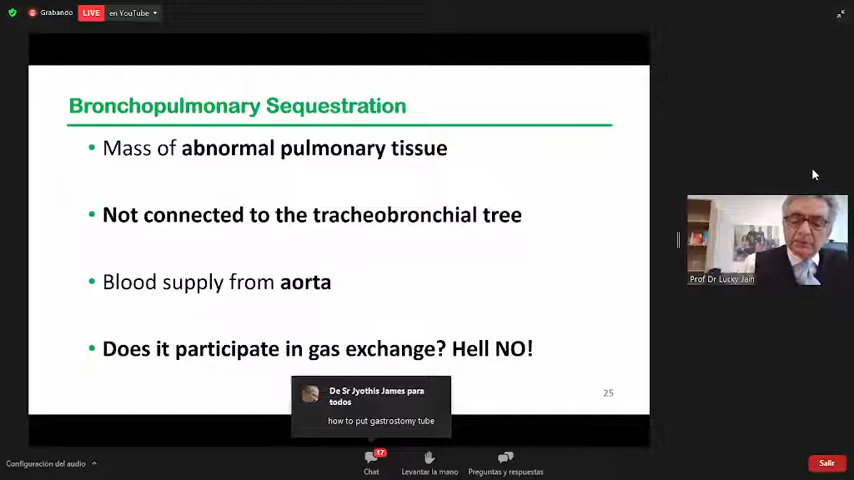 Grabando
LIVE
en YouTube
Bronchopulmonary Sequestration
• Mass of abnormal pulmonary tissue
• Not connected to the tracheobronchial tree
• Blood supply from aorta
• Does it participate in gas exchange? Hell NO!
25
Prof Dr Lucky Jain
De Sr Jyothis James para
todos
how to put gastrostomy tube
Configuración del audio
17
Chat
Levantar la mano
Preguntas y respuestas
Salir